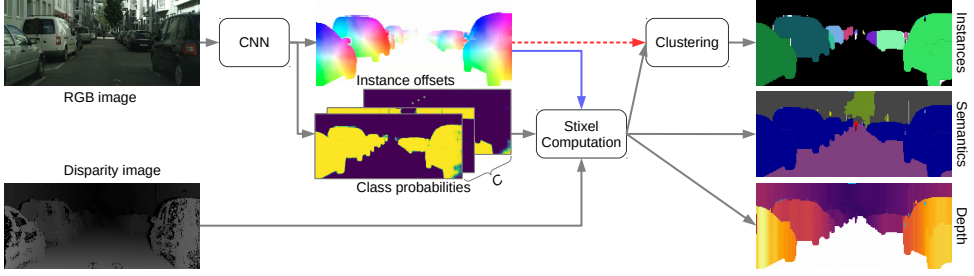 CNN
Clustering
Instances
RGB image
Instance offsets
Stixel
Computation
Semantics
Disparity image
Class probabilities
C
Depth